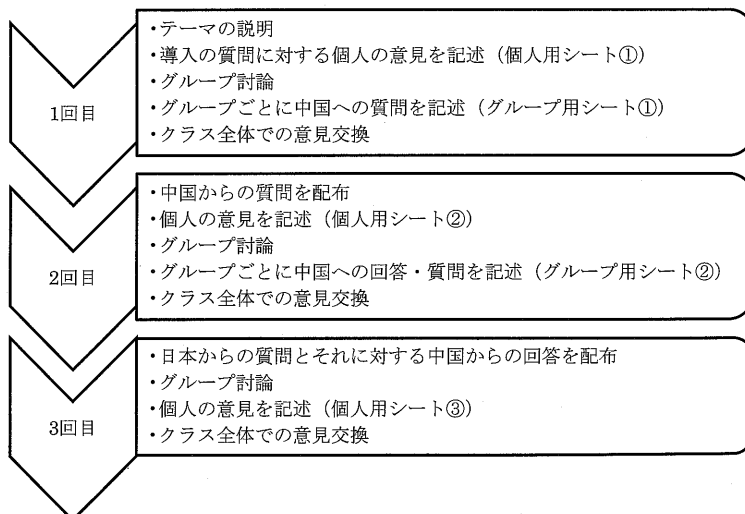 1回目
・テーマの説明
・導入の質問に対する個人の意見を記述（個人用シート①）
・グループ討論
・グループごとに中国への質問を記述（グループ用シート①）
・クラス全体での意見交換
2回目
・中国からの質問を配布
・個人の意見を記述（個人用シート②）
・グループ討論
・グループごとに中国への回答・質問を記述（グループ用シート②）
・クラス全体での意見交換
3回目
・日本からの質問とそれに対する中国からの回答を配布
・グループ討論
・個人の意見を記述（個人用シート③）
・クラス全体での意見交換